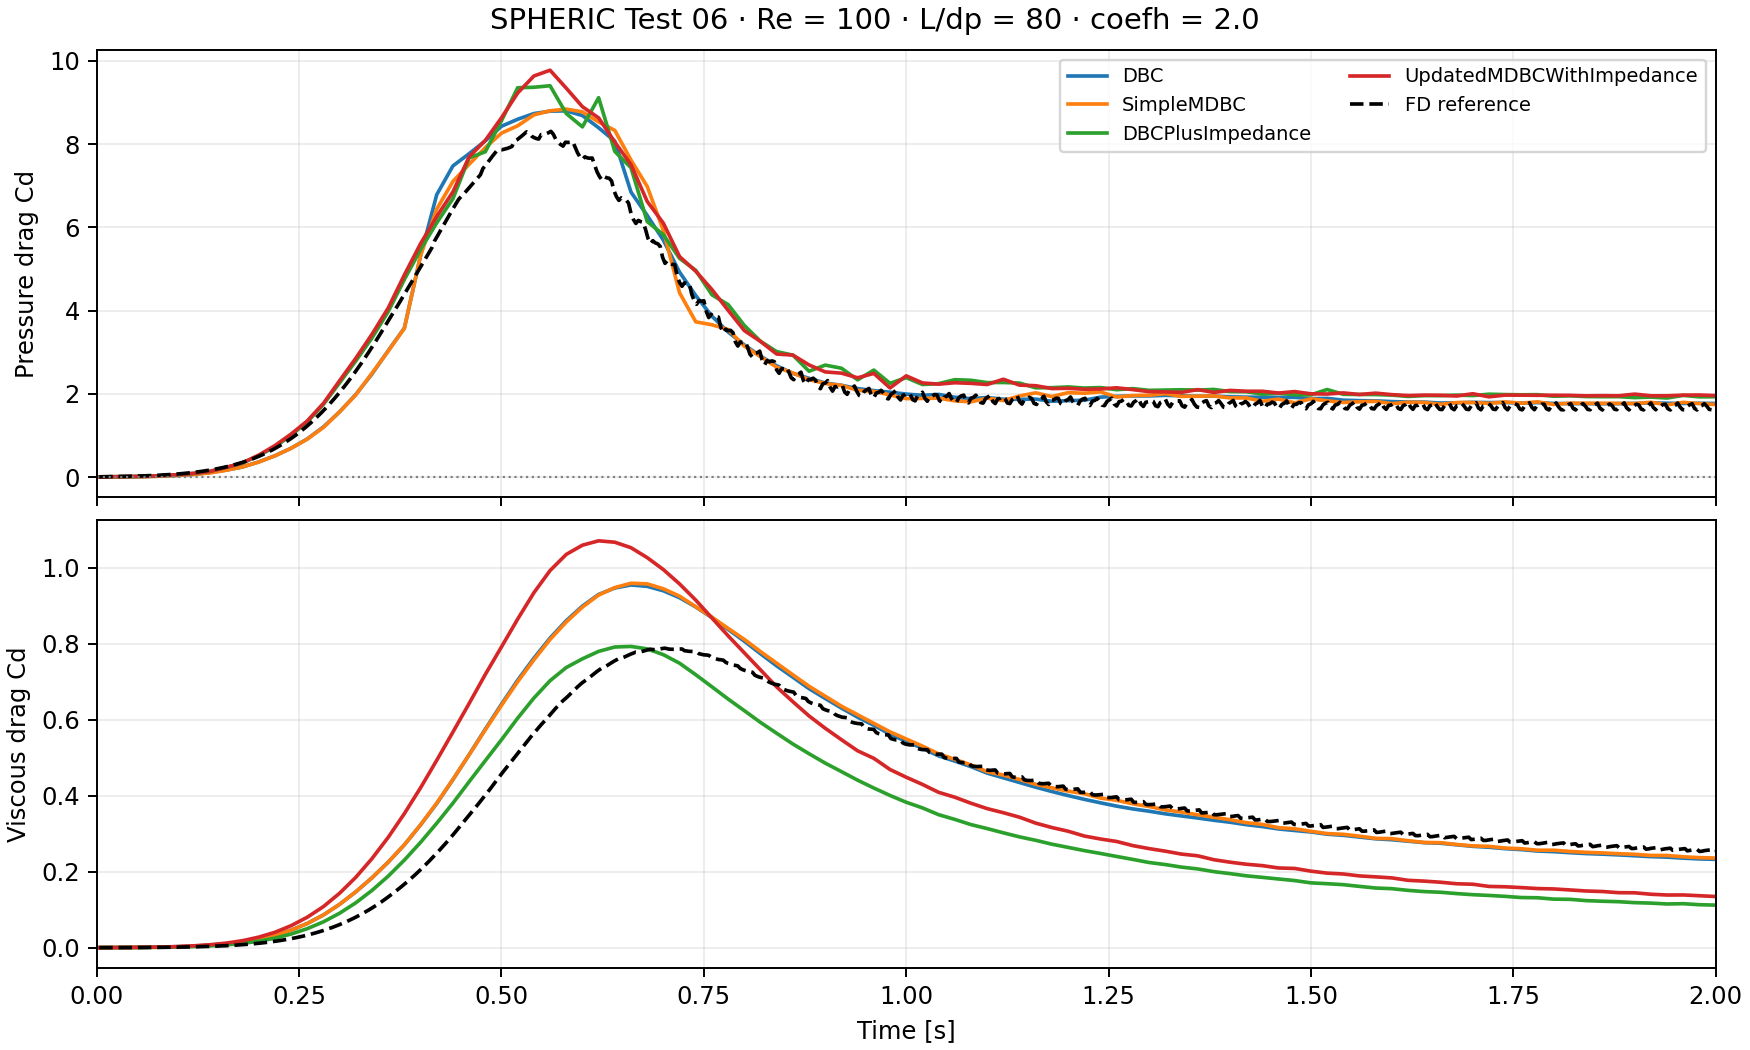 SPHERIC Test 06 · Re = 100 · L/dp = 80 · coefh = 2.0
Pressure drag Cd
10
8
6
4
2
0
DBC
SimpleMDBC
DBCPlusImpedance
UpdatedMDBCWithImpedance
FD reference
Viscous drag Cd
1.0
0.8
0.6
0.4
0.2
0.0
0.00 0.25 0.50 0.75 1.00 1.25 1.50 1.75 2.00
Time [s]